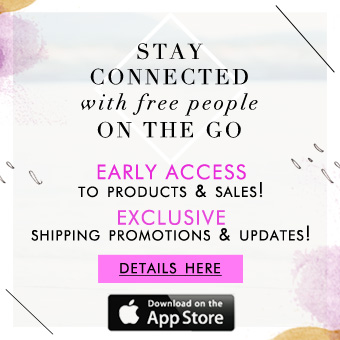 STAY
CONNECTED
with free people
ON THE GO
EARLY ACCESS
TO PRODUCTS & SALES!
EXCLUSIVE
SHIPPING PROMOTIONS & UPDATES!
DETAILS HERE
Download on the
App Store